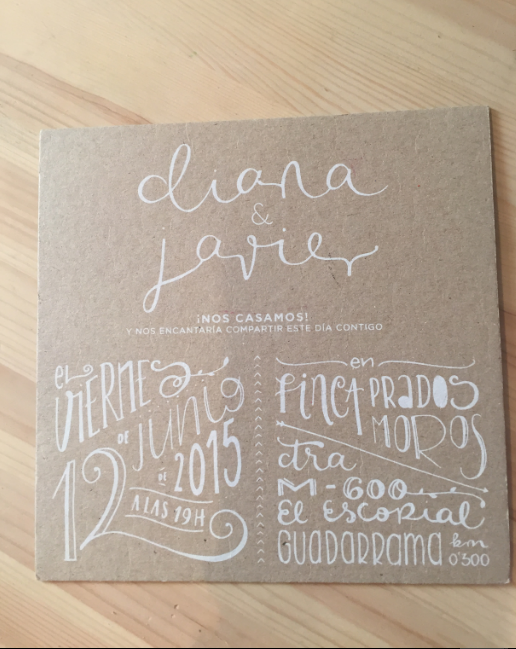 diana
&
javier
¡NOS CASAMOS!
Y NOS ENCANTARÍA COMPARTIR ESTE DÍA CONTIGO
el VIERNES
12 DE JUNIO
DE 2015
A LAS 19H
en
FINCA PRADOS
MOROS
ctra
M-600
El Escorial
GUADARRAMA km
0'300